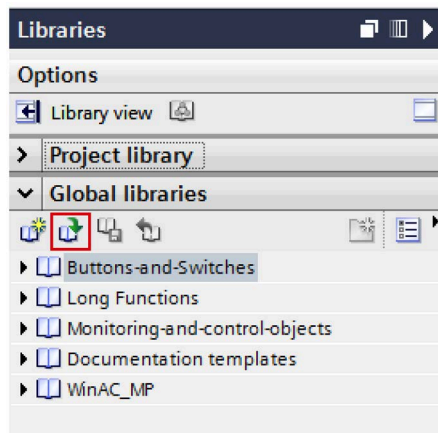 Libraries
Options
Library view
Project library
Global libraries
Buttons-and-Switches
Long Functions
Monitoring-and-control-objects
Documentation templates
WinAC_MP